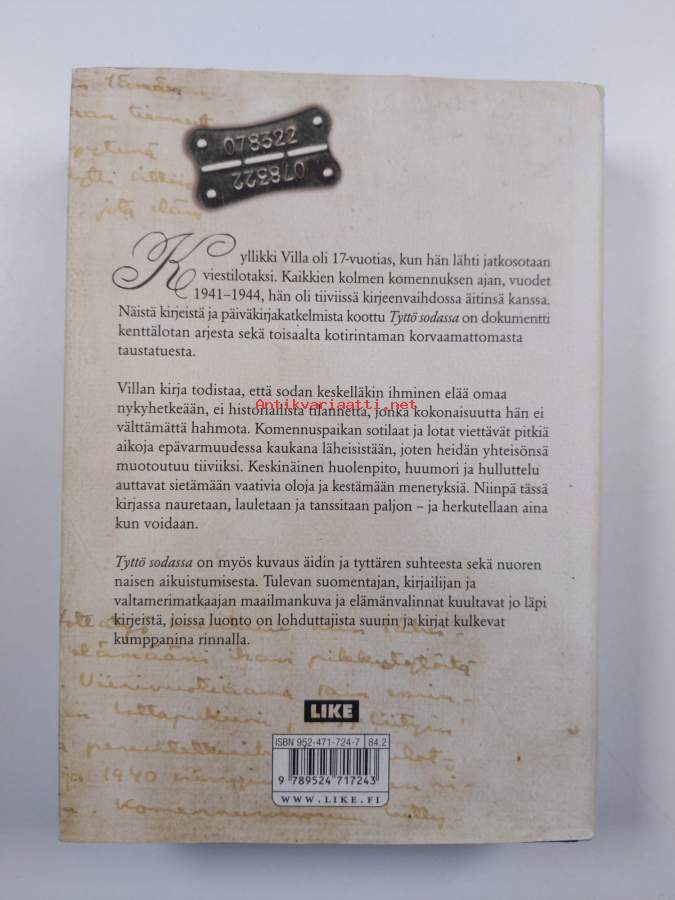 078322
078322
Kyllikki Villa oli 17-vuotias, kun hän lähti jatkosotaan
viestilotaksi. Kaikkien kolmen komennuksen ajan, vuodet
1941–1944, hän oli tiiviissä kirjeenvaihdossa äitinsä kanssa.
Näistä kirjeistä ja päiväkirjakatkelmista koottu Tyttö sodassa on dokumentti
kenttälotan arjesta sekä toisaalta kotirintaman korvaamattomasta
taustatuesta.
Villan kirja todistaa, että sodan keskelläkin ihminen elää omaa
nykyhetkeään, ei historiallista tilannetta, jonka kokonaisuutta hän ei
Antikvariaatti.net
välttämättä hahmota. Komennuspaikan sotilaat ja lotat viettävät pitkiä
aikoja epävarmuudessa kaukana läheisistään, joten heidän yhteisönsä
muotoutuu tiiviiksi. Keskinäinen huolenpito, huumori ja hulluttelu
auttavat sietämään vaativia oloja ja kestämään menetyksiä. Niinpä tässä
kirjassa nauretaan, lauletaan ja tanssitaan paljon – ja herkutellaan aina
kun voidaan.
Tyttö sodassa on myös kuvaus äidin ja tyttären suhteesta sekä nuoren
naisen aikuistumisesta. Tulevan suomentajan, kirjailijan ja
valtamerimatkaajan maailmankuva ja elämänvalinnat kuultavat jo läpi
kirjeistä, joissa luonto on lohduttajista suurin ja kirjat kulkevat
kumppanina rinnalla.
elämääni ihan pikkutytöstä
LIKE
ISBN 952-471-724-7 84.2
9 789524 717243
WWW.LIKE.FI
ja 1940